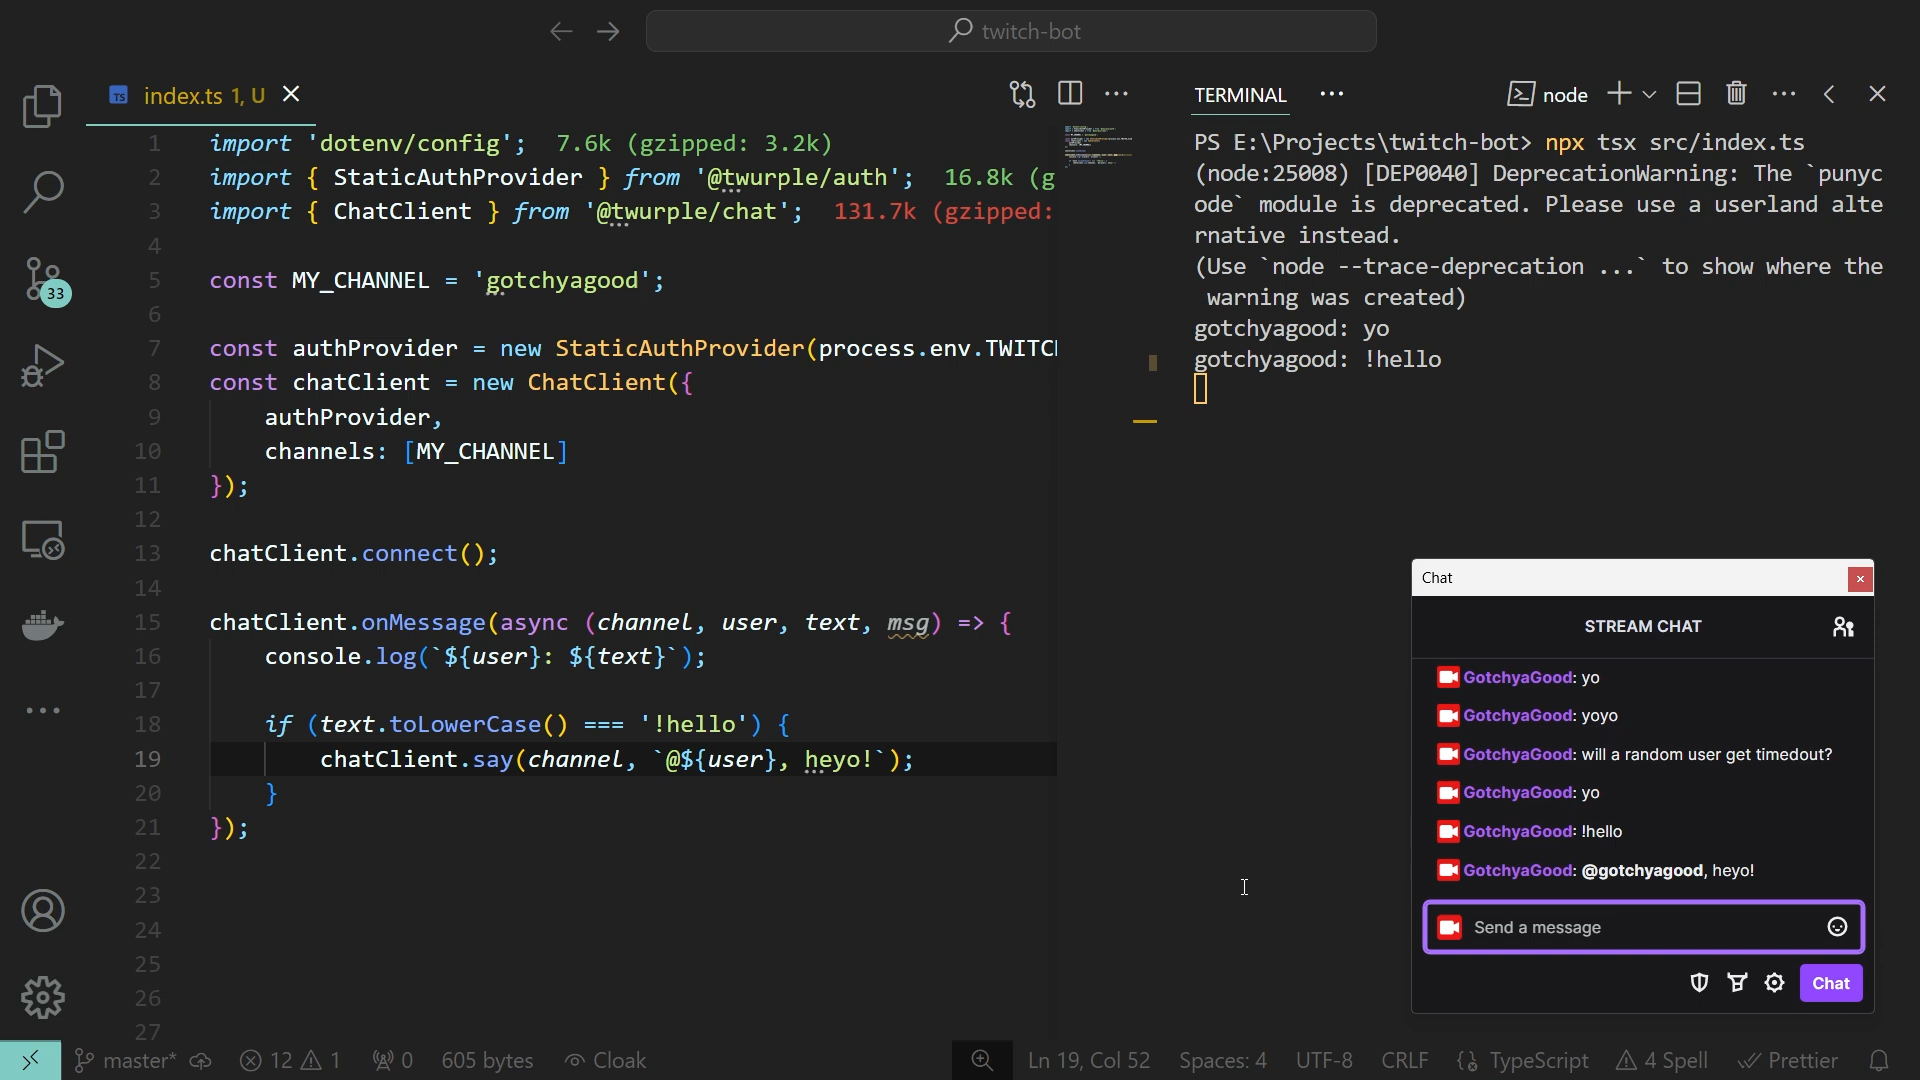 twitch-bot
index.ts 1, U
1 import 'dotenv/config'; 7.6k (gzipped: 3.2k)
2 import { StaticAuthProvider } from '@twurple/auth'; 16.8k (g
3 import { ChatClient } from '@twurple/chat'; 131.7k (gzipped:
4
5 const MY_CHANNEL = 'gotchyagood';
6
7 const authProvider = new StaticAuthProvider(process.env.TWITCH
8 const chatClient = new ChatClient({
9 authProvider,
10 channels: [MY_CHANNEL]
11 });
12
13 chatClient.connect();
14
15 chatClient.onMessage(async (channel, user, text, msg) => {
16 console.log(`${user}: ${text}`);
17
18 if (text.toLowerCase() === '!hello') {
19 chatClient.say(channel, `@${user}, heyo!`);
20 }
21 });
22
23
24
25
26
27
33
TERMINAL
node
PS E:\Projects\twitch-bot> npx tsx src/index.ts
(node:25008) [DEP0040] DeprecationWarning: The `punyc
ode` module is deprecated. Please use a userland alte
rnative instead.
(Use `node --trace-deprecation ...` to show where the
warning was created)
gotchyagood: yo
gotchyagood: !hello
Chat
STREAM CHAT
GotchyaGood: yo
GotchyaGood: yoyo
GotchyaGood: will a random user get timedout?
GotchyaGood: yo
GotchyaGood: !hello
GotchyaGood: @gotchyagood, heyo!
Send a message
Chat
master* 12 1 0 605 bytes Cloak Ln 19, Col 52 Spaces: 4 UTF-8 CRLF TypeScript 4 Spell Prettier